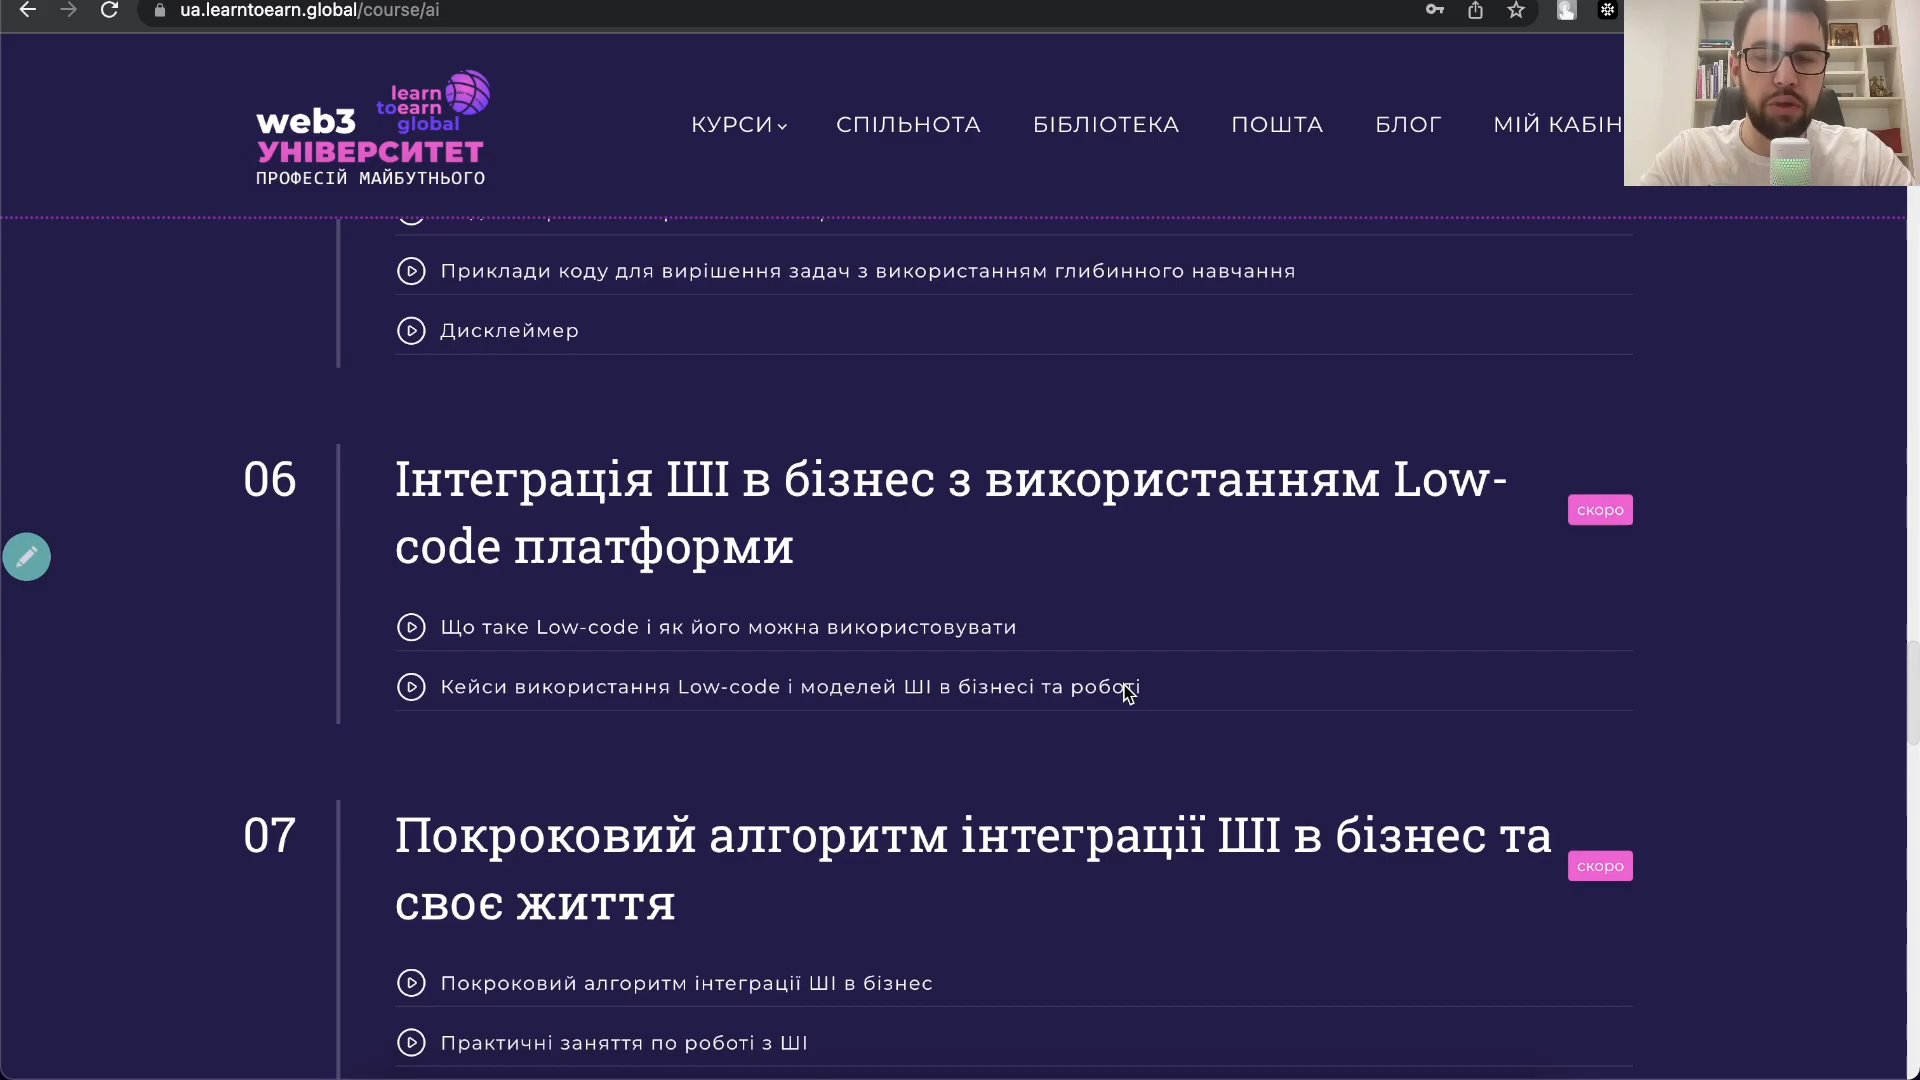 ua.learntoearn.global/course/ai
learn
toearn
global
web3
УНІВЕРСИТЕТ
ПРОФЕСІЙ МАЙБУТНЬОГО
КУРСИ
СПІЛЬНОТА
БІБЛІОТЕКА
ПОШТА
БЛОГ
МІЙ КАБІН
Приклади коду для вирішення задач з використанням глибинного навчання
Дисклеймер
06
Інтеграція ШІ в бізнес з використанням Low-
code платформи
скоро
Що таке Low-code і як його можна використовувати
Кейси використання Low-code і моделей ШІ в бізнесі та роботі
07
Покроковий алгоритм інтеграції ШІ в бізнес та
своє життя
скоро
Покроковий алгоритм інтеграції ШІ в бізнес
Практичні заняття по роботі з ШІ